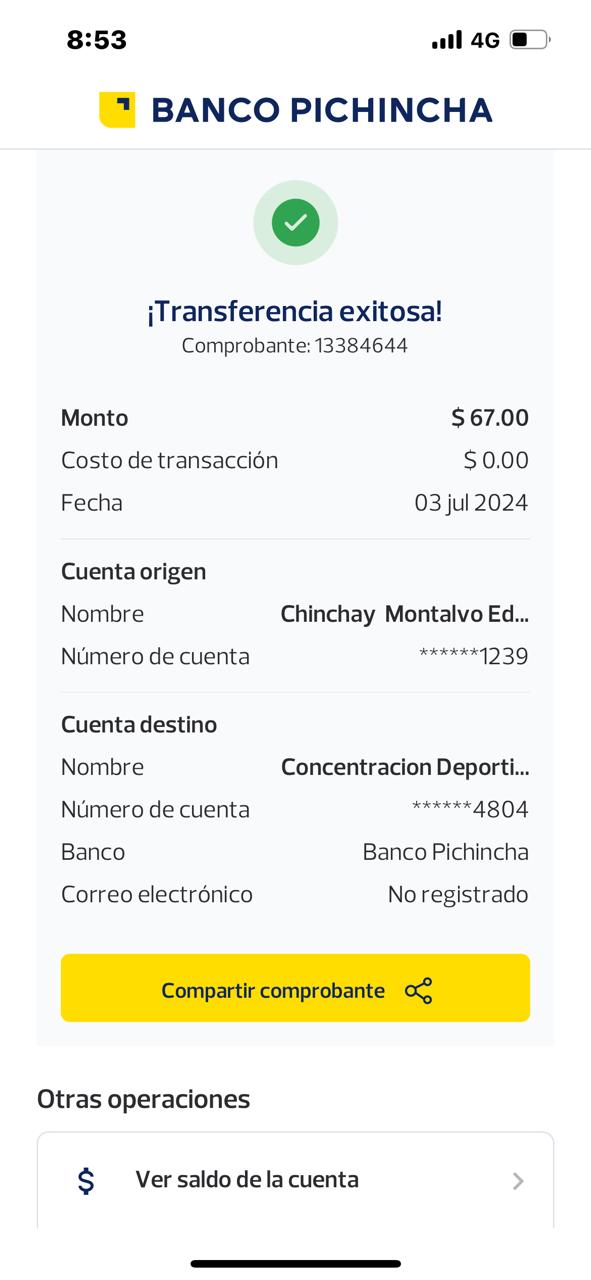 8:53 4G
BANCO PICHINCHA
¡Transferencia exitosa!
Comprobante: 13384644
Monto $ 67.00
Costo de transacción $ 0.00
Fecha 03 jul 2024
Cuenta origen
Nombre Chinchay Montalvo Ed...
Número de cuenta ******1239
Cuenta destino
Nombre Concentracion Deporti...
Número de cuenta ******4804
Banco Banco Pichincha
Correo electrónico No registrado
Compartir comprobante
Otras operaciones
$ Ver saldo de la cuenta